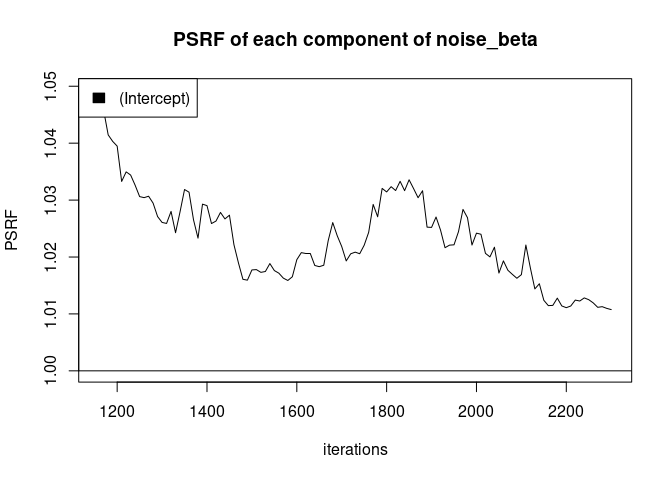 PSRF of each component of noise_beta
(Intercept)
PSRF
1.05
1.04
1.03
1.02
1.01
1.00
1200 1400 1600 1800 2000 2200
iterations